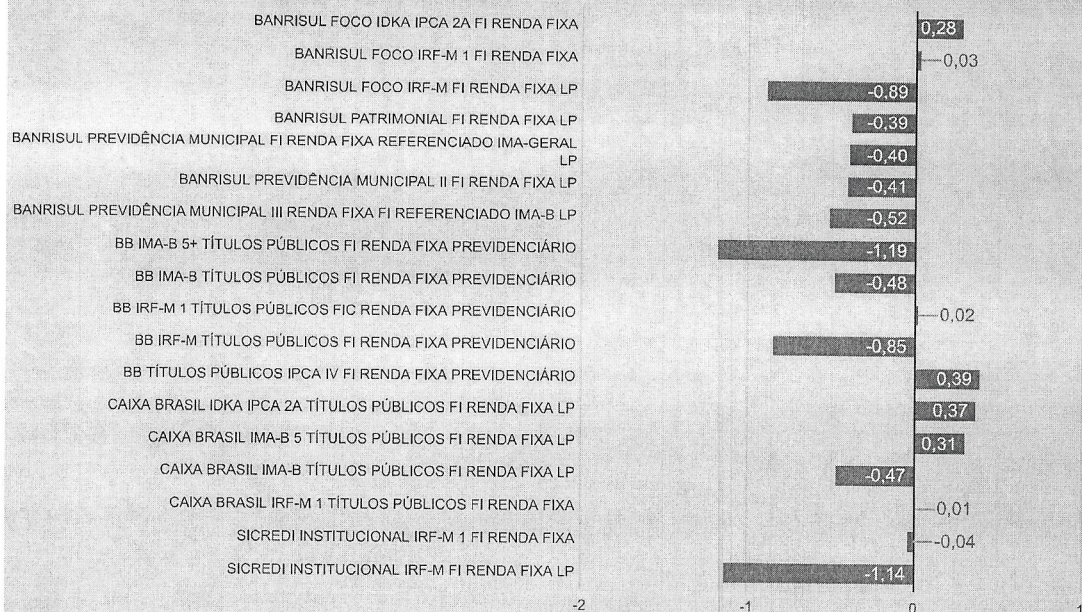 BANRISUL FOCO IDKA IPCA 2A FI RENDA FIXA 0,28
BANRISUL FOCO IRF-M 1 FI RENDA FIXA 0,03
BANRISUL FOCO IRF-M FI RENDA FIXA LP -0,89
BANRISUL PATRIMONIAL FI RENDA FIXA LP -0,39
BANRISUL PREVIDÊNCIA MUNICIPAL FI RENDA FIXA REFERENCIADO IMA-GERAL
LP -0,40
BANRISUL PREVIDÊNCIA MUNICIPAL II FI RENDA FIXA LP -0,41
BANRISUL PREVIDÊNCIA MUNICIPAL III RENDA FIXA FI REFERENCIADO IMA-B LP -0,52
BB IMA-B 5+ TÍTULOS PÚBLICOS FI RENDA FIXA PREVIDENCIÁRIO -1,19
BB IMA-B TÍTULOS PÚBLICOS FI RENDA FIXA PREVIDENCIÁRIO -0,48
BB IRF-M 1 TÍTULOS PÚBLICOS FIC RENDA FIXA PREVIDENCIÁRIO 0,02
BB IRF-M TÍTULOS PÚBLICOS FI RENDA FIXA PREVIDENCIÁRIO -0,85
BB TÍTULOS PÚBLICOS IPCA IV FI RENDA FIXA PREVIDENCIÁRIO 0,39
CAIXA BRASIL IDKA IPCA 2A TÍTULOS PÚBLICOS FI RENDA FIXA LP 0,37
CAIXA BRASIL IMA-B 5 TÍTULOS PÚBLICOS FI RENDA FIXA LP 0,31
CAIXA BRASIL IMA-B TÍTULOS PÚBLICOS FI RENDA FIXA LP -0,47
CAIXA BRASIL IRF-M 1 TÍTULOS PÚBLICOS FI RENDA FIXA 0,01
SICREDI INSTITUCIONAL IRF-M 1 FI RENDA FIXA -0,04
SICREDI INSTITUCIONAL IRF-M FI RENDA FIXA LP -1,14
-2 -1 0